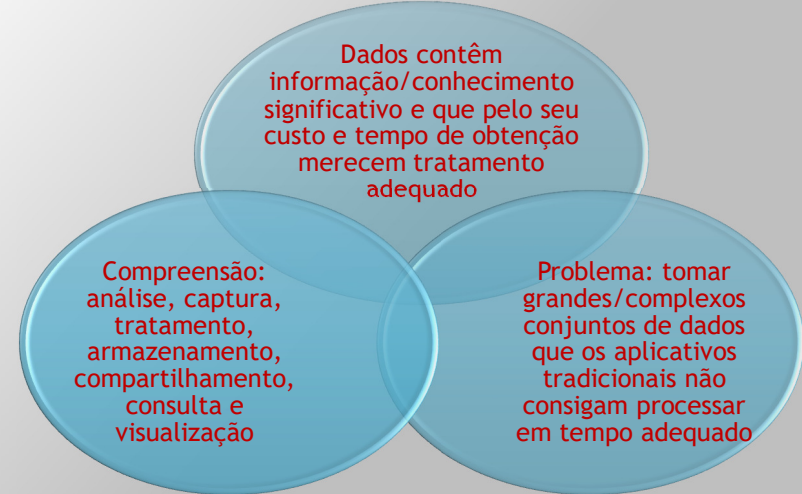 Dados contêm
informação/conhecimento
significativo e que pelo seu
custo e tempo de obtenção
merecem tratamento
adequado
Compreensão:
análise, captura,
tratamento,
armazenamento,
compartilhamento,
consulta e
visualização
Problema: tomar
grandes/complexos
conjuntos de dados
que os aplicativos
tradicionais não
consigam processar
em tempo adequado